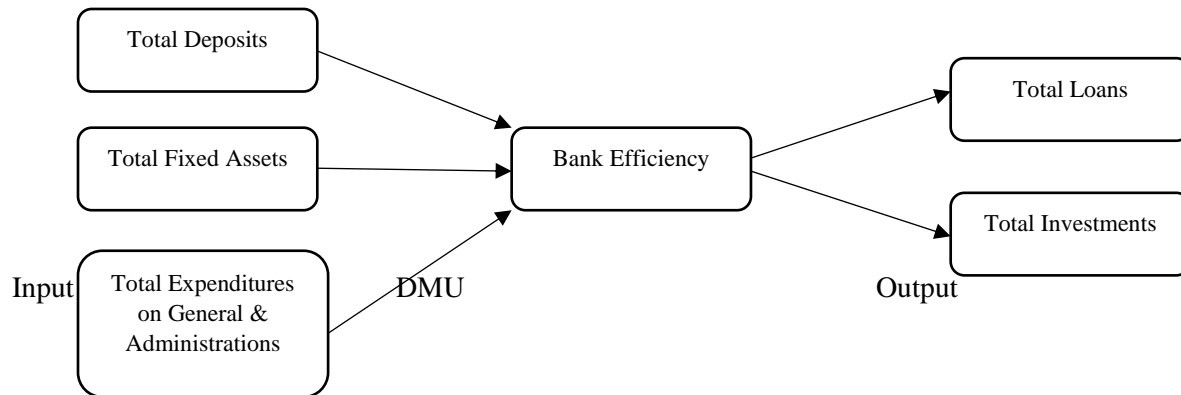 Total Deposits
Total Fixed Assets
Total Expenditures
on General &
Administrations
Input
DMU
Bank Efficiency
Output
Total Loans
Total Investments